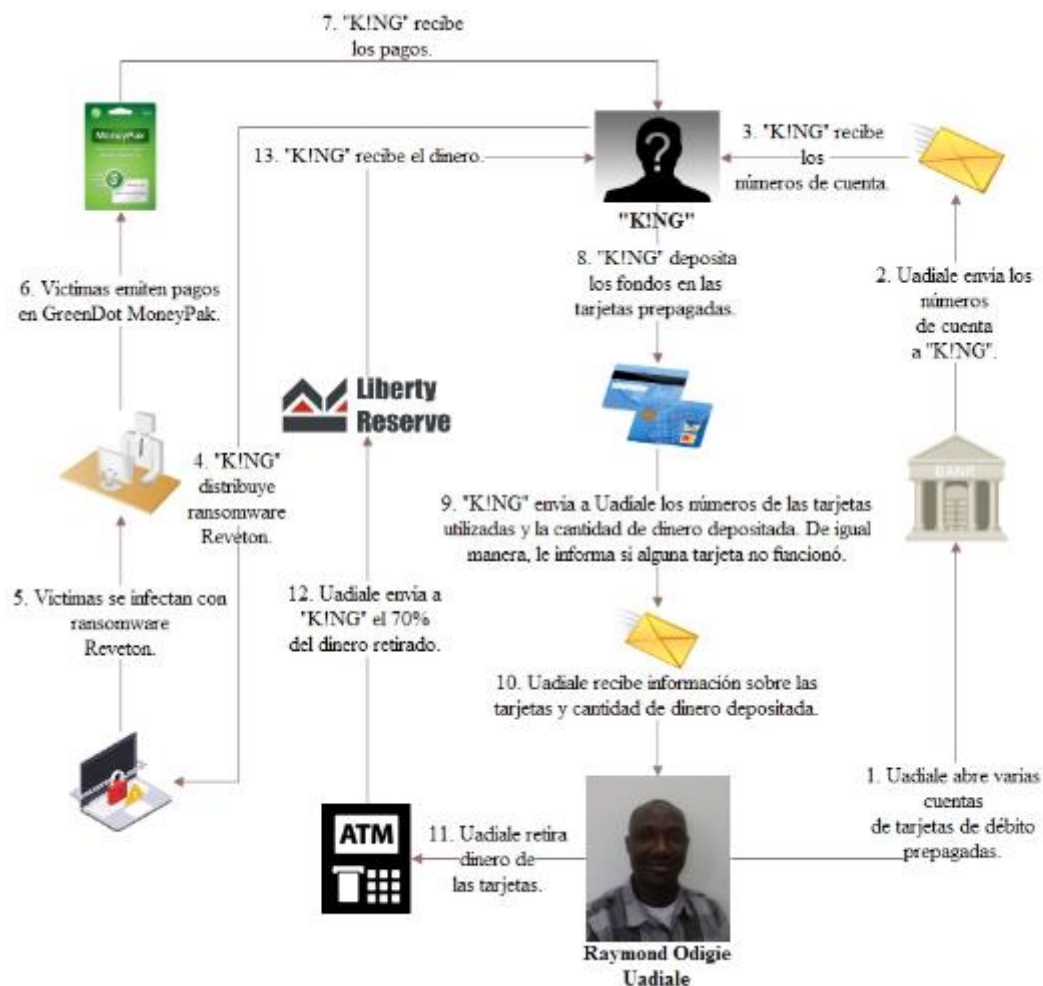 7. "K!NG" recibe
los pagos.
MoneyPak
13. "K!NG" recibe el dinero.
3. "K!NG" recibe
los
números de cuenta.
"K!NG"
6. Víctimas emiten pagos
en GreenDot MoneyPak.
8. "K!NG" deposita
los fondos en las
tarjetas prepagadas.
2. Uadiale envía los
números
de cuenta
a "K!NG".
Liberty
Reserve
4. "K!NG"
distribuye
ransomware
Reveton.
BANK
9. "K!NG" envía a Uadiale los números de las tarjetas
utilizadas y la cantidad de dinero depositada. De igual
manera, le informa si alguna tarjeta no funcionó.
5. Víctimas se infectan con
ransomware
Reveton.
12. Uadiale envía a
"K!NG" el 70%
del dinero retirado.
10. Uadiale recibe información sobre las
tarjetas y cantidad de dinero depositada.
1. Uadiale abre varias
cuentas
de tarjetas de débito
prepagadas.
ATM
11. Uadiale retira
dinero de
las tarjetas.
Raymond Odigie
Uadiale